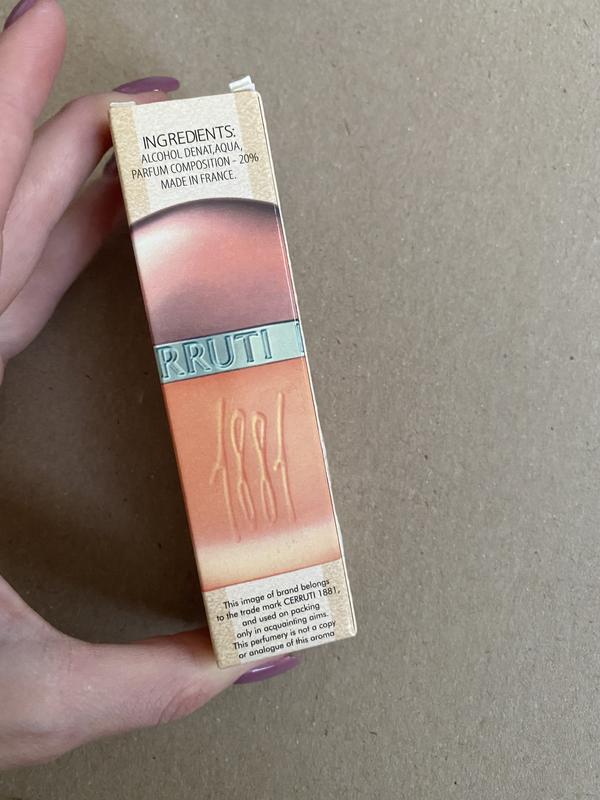 INGREDIENTS:
ALCOHOL DENAT,AQUA,
PARFUM COMPOSITION - 20%
MADE IN FRANCE.
RRUTI 1
1881
This image of brand belongs
to the trade mark CERRUTI 1881,
and used on packing
only in acquainting aims.
This perfumery is not a copy
or analogue of this aroma